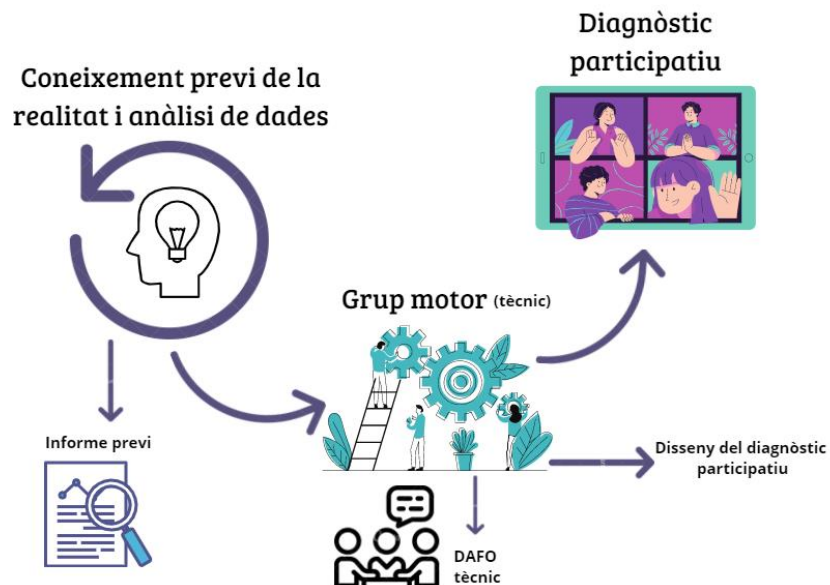 Coneixement previ de la
realitat i anàlisi de dades
Diagnòstic
participatiu
Grup motor (tècnic)
Informe previ
Disseny del diagnòstic
participatiu
DAFO
tècnic